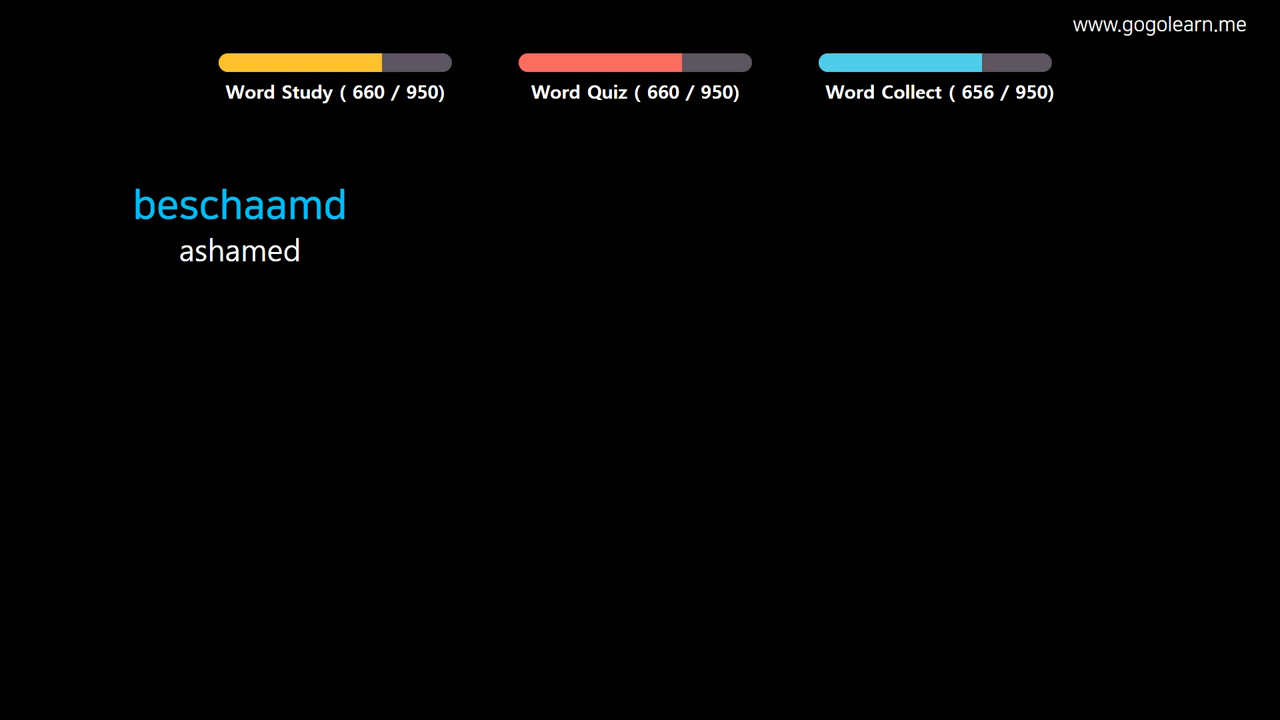 www.gogolearn.me
Word Study ( 660 / 950)
Word Quiz ( 660 / 950)
Word Collect ( 656 / 950)
beschaamd
ashamed